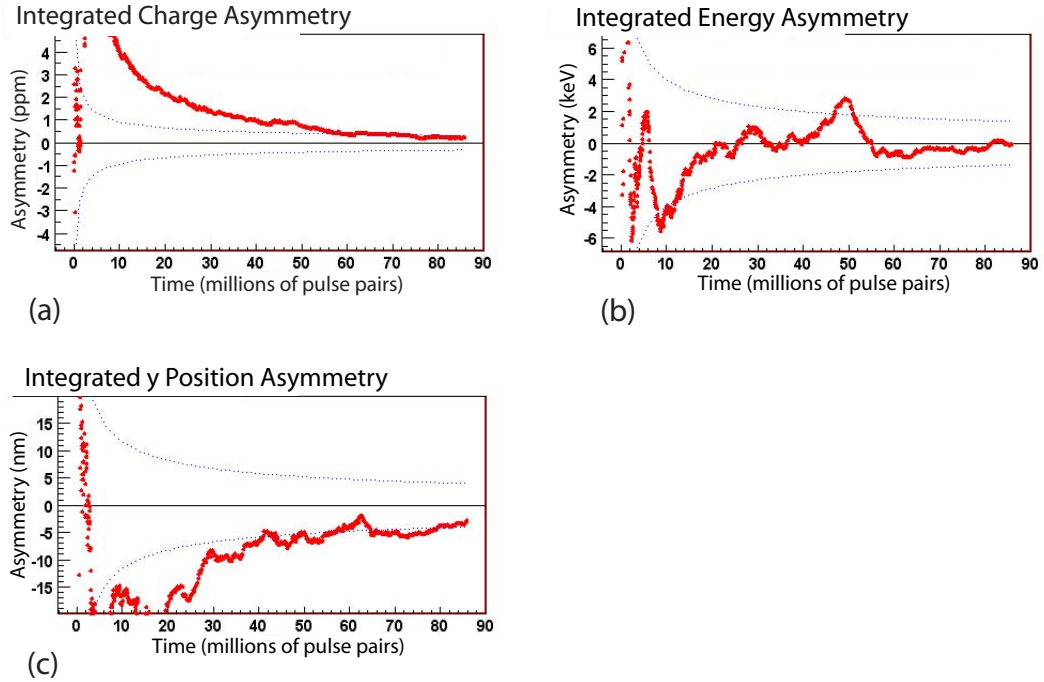 Integrated Charge Asymmetry
Asymmetry (ppm)
4
3
2
1
0
-1
-2
-3
-4
0 10 20 30 40 50 60 70 80 90
Time (millions of pulse pairs)
(a)
Integrated Energy Asymmetry
Asymmetry (keV)
6
4
2
0
-2
-4
-6
0 10 20 30 40 50 60 70 80 90
Time (millions of pulse pairs)
(b)
Integrated y Position Asymmetry
Asymmetry (nm)
15
10
5
0
-5
-10
-15
0 10 20 30 40 50 60 70 80 90
Time (millions of pulse pairs)
(c)